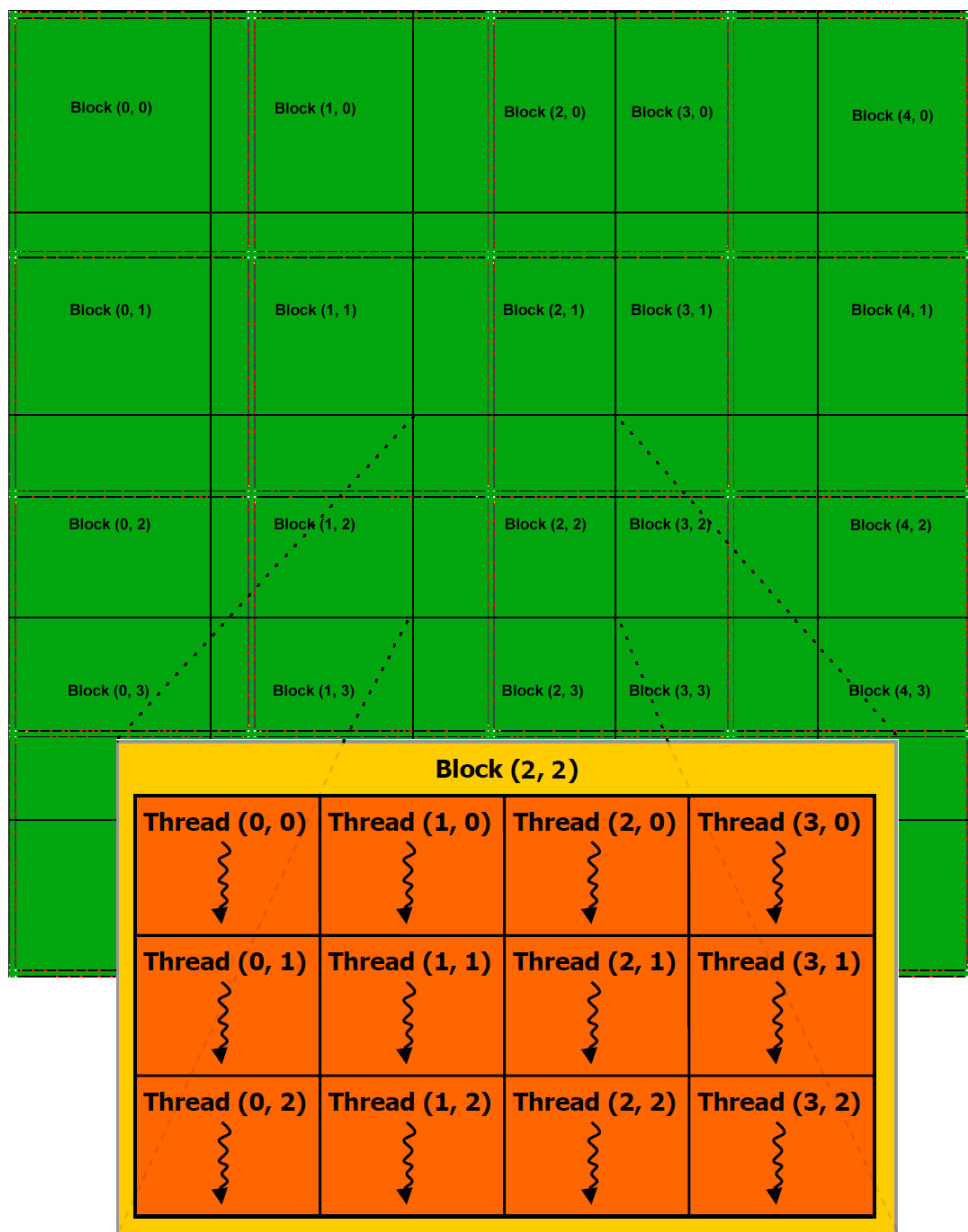 Block (0, 0) Block (1, 0) Block (2, 0) Block (3, 0) Block (4, 0)
Block (0, 1) Block (1, 1) Block (2, 1) Block (3, 1) Block (4, 1)
Block (0, 2) Block (1, 2) Block (2, 2) Block (3, 2) Block (4, 2)
Block (0, 3) Block (1, 3) Block (2, 3) Block (3, 3) Block (4, 3)
Block (2, 2)
Thread (0, 0) Thread (1, 0) Thread (2, 0) Thread (3, 0)
Thread (0, 1) Thread (1, 1) Thread (2, 1) Thread (3, 1)
Thread (0, 2) Thread (1, 2) Thread (2, 2) Thread (3, 2)